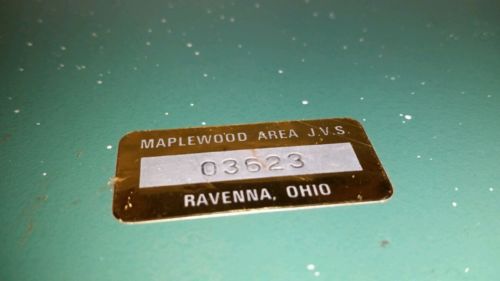 MAPLEWOOD AREA J.V.S.
03623
RAVENNA, OHIO